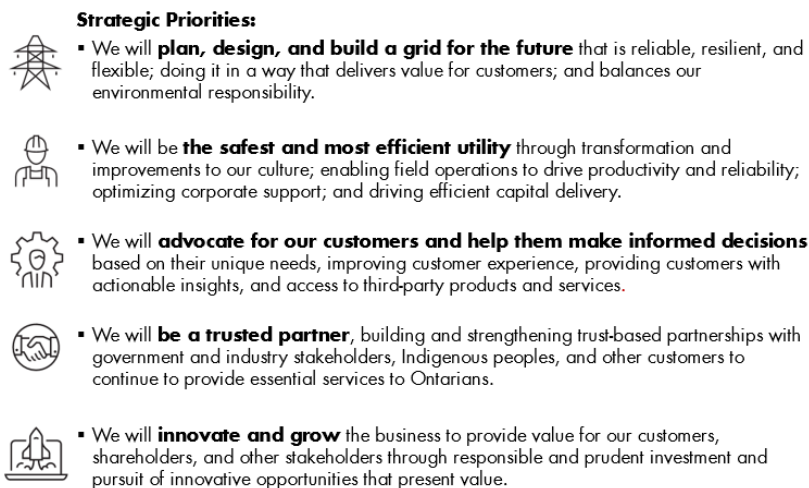 Strategic Priorities:
▪ We will plan, design, and build a grid for the future that is reliable, resilient, and
flexible; doing it in a way that delivers value for customers; and balances our
environmental responsibility.
▪ We will be the safest and most efficient utility through transformation and
improvements to our culture; enabling field operations to drive productivity and reliability;
optimizing corporate support; and driving efficient capital delivery.
▪ We will advocate for our customers and help them make informed decisions
based on their unique needs, improving customer experience, providing customers with
actionable insights, and access to third-party products and services.
▪ We will be a trusted partner, building and strengthening trust-based partnerships with
government and industry stakeholders, Indigenous peoples, and other customers to
continue to provide essential services to Ontarians.
▪ We will innovate and grow the business to provide value for our customers,
shareholders, and other stakeholders through responsible and prudent investment and
pursuit of innovative opportunities that present value.